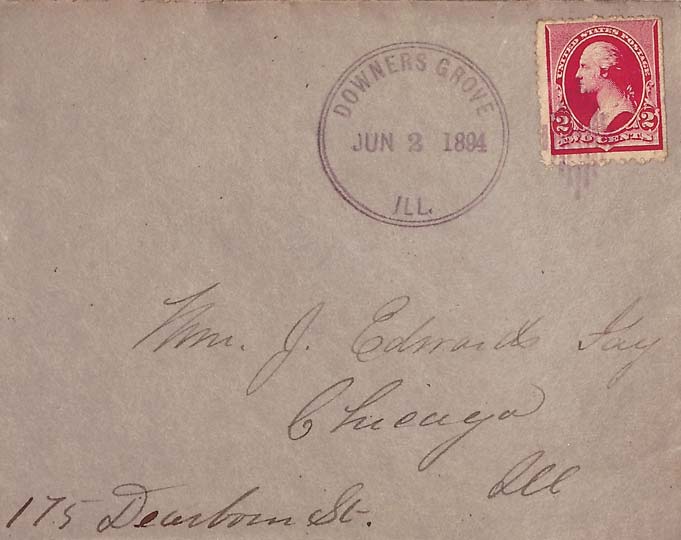 DOWNERS GROVE
JUN 2 1894
ILL.
UNITED STATES POSTAGE
2 2
TWO CENTS
Wm. J. Edwards
Chicago
Ill
175 Dearborn St.